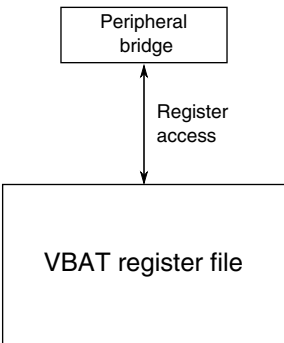 Peripheral
bridge
Register
access
VBAT register file